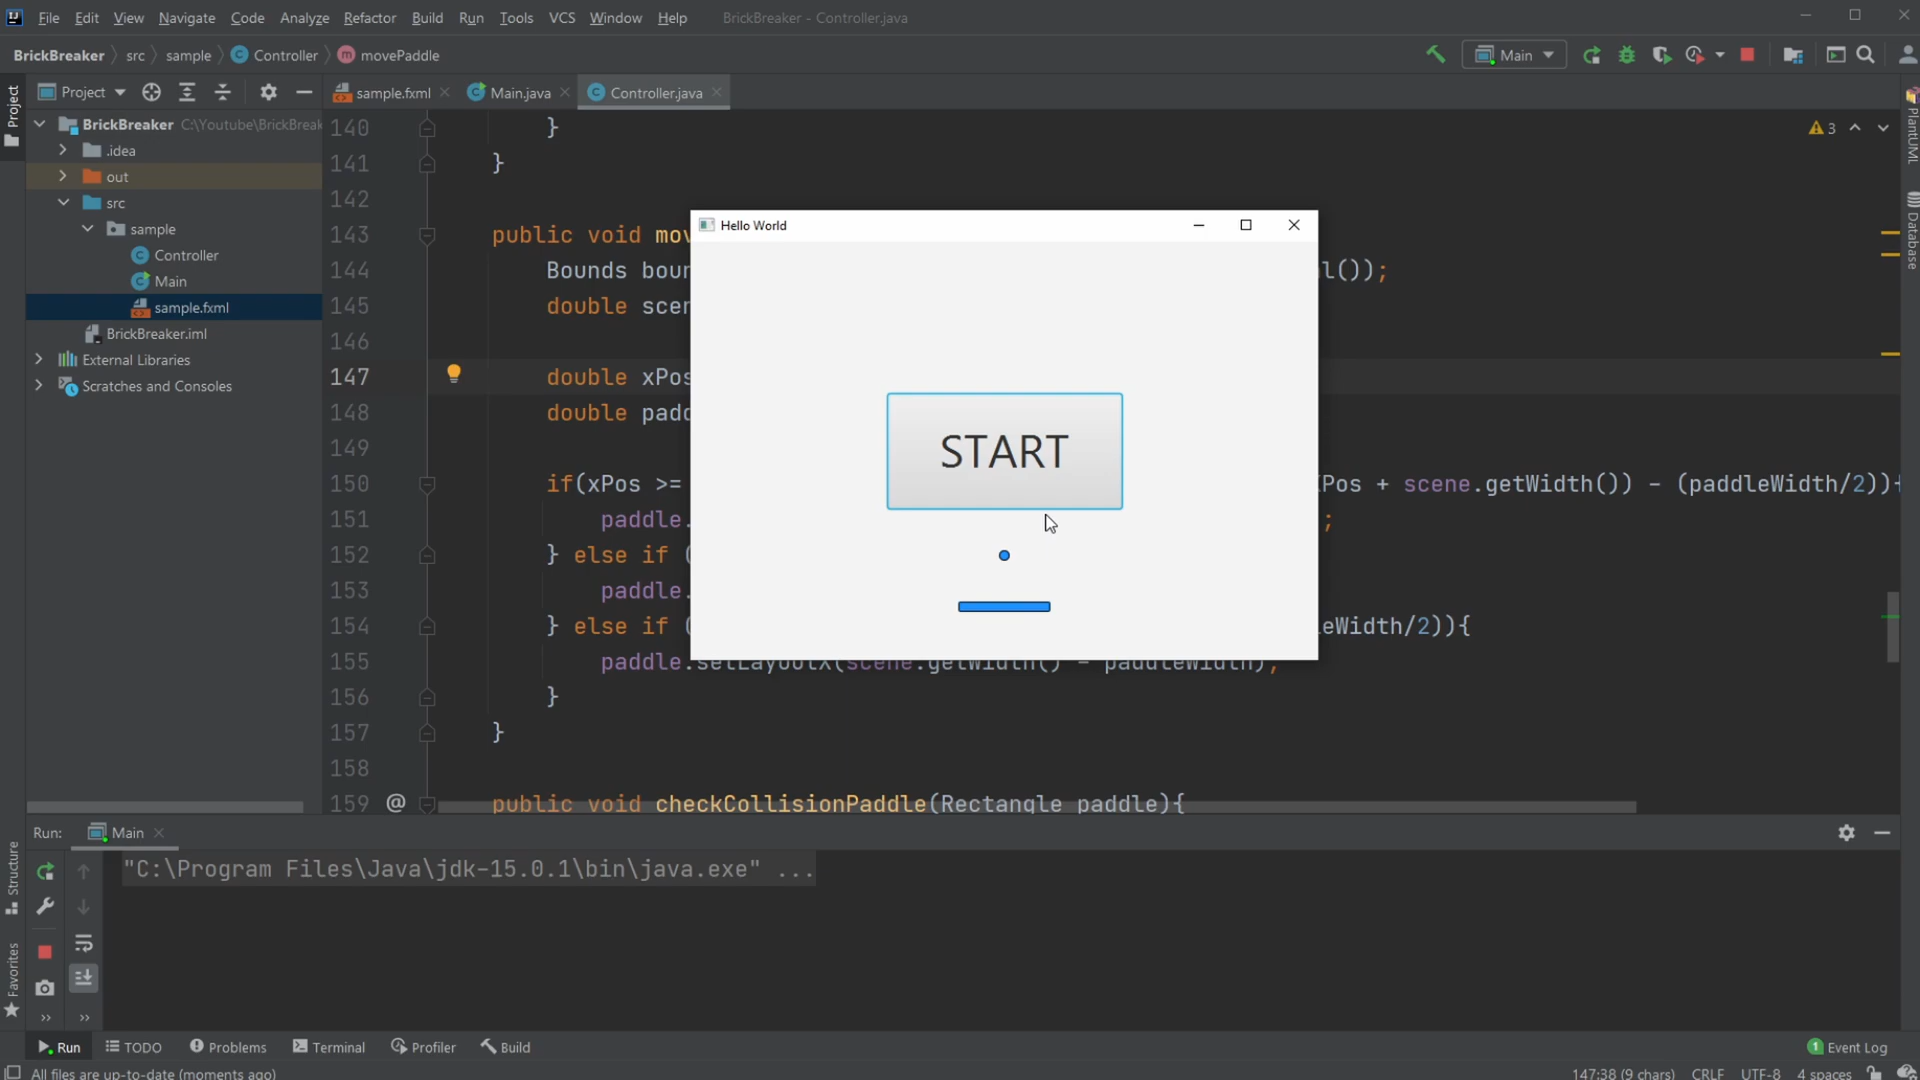 File Edit View Navigate Code Analyze Refactor Build Run Tools VCS Window Help BrickBreaker - Controller.java
BrickBreaker src sample Controller movePaddle Main
Project sample.fxml Main.java Controller.java
Project
BrickBreaker C:\Youtube\BrickBreak
.idea
out
src
sample
Controller
Main
sample.fxml
BrickBreaker.iml
External Libraries
Scratches and Consoles
3
PlantUML
Database
140 }
141 }
142
143 public void mov
144 Bounds boun l());
145 double scen
146
147 double xPos
148 double padd
149
150 if(xPos >= Pos + scene.getWidth()) - (paddleWidth/2)){
151 paddle. ;
152 } else if (
153 paddle.
154 } else if ( eWidth/2)){
155 paddle.setLayoutX(scene.getWidth() - paddleWidth);
156 }
157 }
158
159 @ public void checkCollisionPaddle(Rectangle paddle){
Hello World
START
Run: Main
"C:\Program Files\Java\jdk-15.0.1\bin\java.exe" ...
Structure
Favorites
Run TODO Problems Terminal Profiler Build 1 Event Log
All files are up-to-date (moments ago) 147:38 (9 chars) CRLF UTF-8 4 spaces